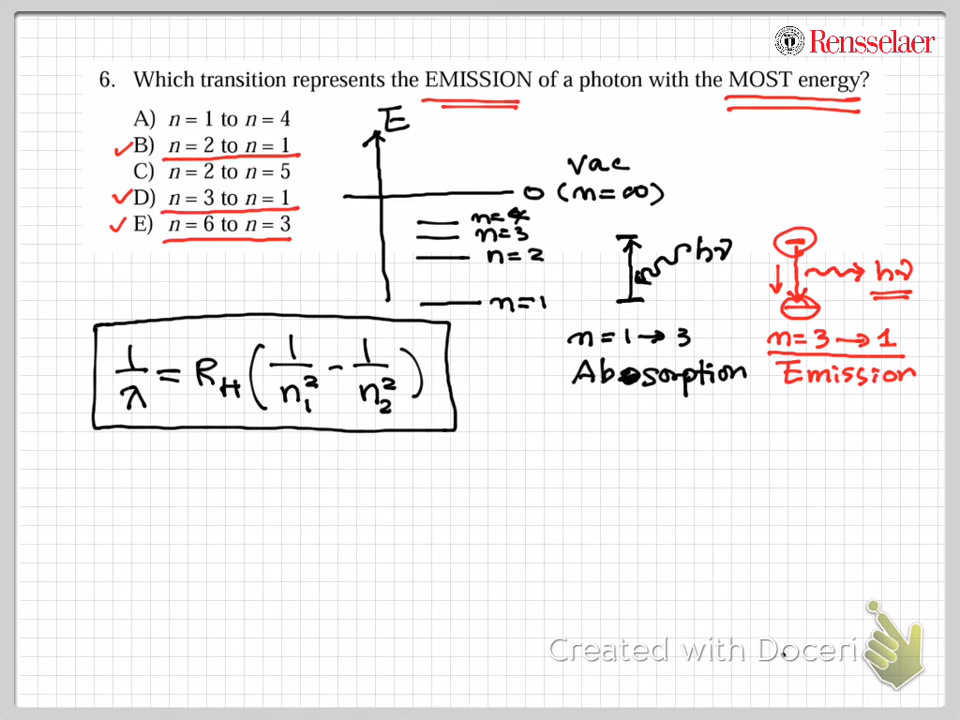 Rensselaer
6. Which transition represents the EMISSION of a photon with the MOST energy?
A) n = 1 to n = 4
B) n = 2 to n = 1
C) n = 2 to n = 5
D) n = 3 to n = 1
E) n = 6 to n = 3
E
Vac
0 (n=∞)
n=4
n=3
n=2
n=1
hν
n=1→3
Absorption
hν
n=3→1
Emission
1/λ = R_H (1/n₁² - 1/n₂²)
Created with Doceri